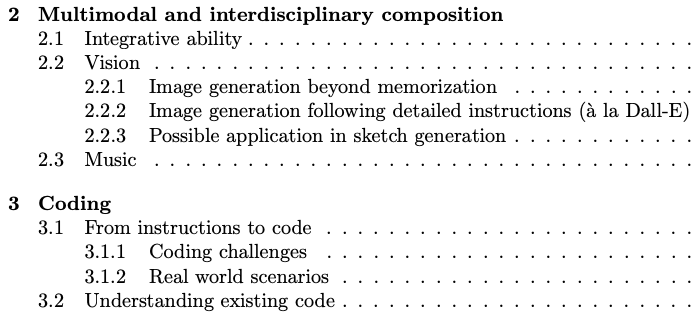 2 Multimodal and interdisciplinary composition
2.1 Integrative ability . . . . . . . . . . . . . . . . . . . . . . . . . . . . .
2.2 Vision . . . . . . . . . . . . . . . . . . . . . . . . . . . . . . . . . . .
2.2.1 Image generation beyond memorization . . . . . . . . . . . .
2.2.2 Image generation following detailed instructions (à la Dall-E)
2.2.3 Possible application in sketch generation . . . . . . . . . . . .
2.3 Music . . . . . . . . . . . . . . . . . . . . . . . . . . . . . . . . . . .
3 Coding
3.1 From instructions to code . . . . . . . . . . . . . . . . . . . . . . . .
3.1.1 Coding challenges . . . . . . . . . . . . . . . . . . . . . . . .
3.1.2 Real world scenarios . . . . . . . . . . . . . . . . . . . . . . .
3.2 Understanding existing code . . . . . . . . . . . . . . . . . . . . . . .